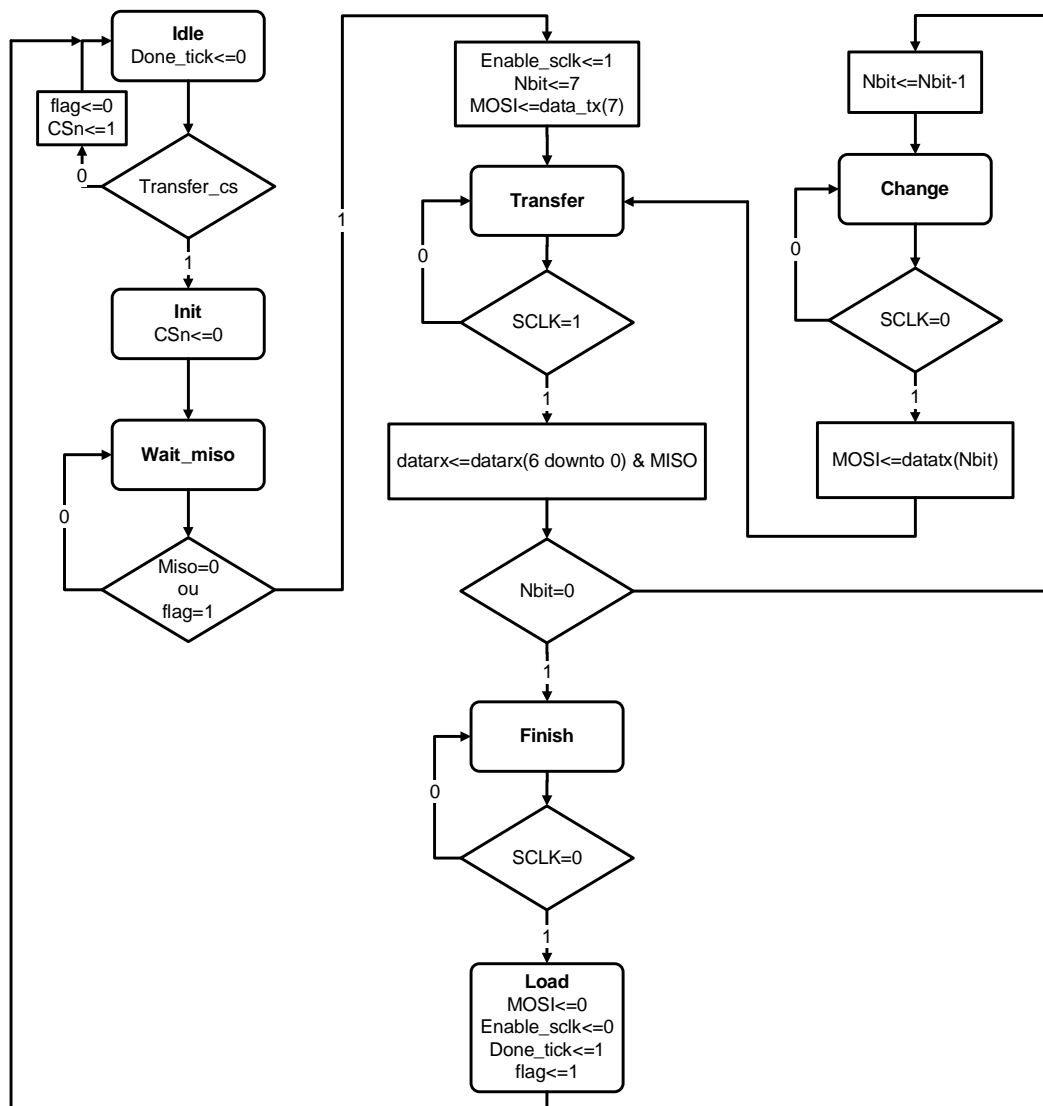 Idle
Done_tick<=0
flag<=0
CSn<=1
0
Transfer_cs
1
Init
CSn<=0
Wait_miso
0
Miso=0
ou
flag=1
1
Enable_sclk<=1
Nbit<=7
MOSI<=data_tx(7)
Transfer
0
SCLK=1
1
datarx<=datarx(6 downto 0) & MISO
Nbit=0
1
Finish
0
SCLK=0
1
Load
MOSI<=0
Enable_sclk<=0
Done_tick<=1
flag<=1
Nbit<=Nbit-1
Change
0
SCLK=0
1
MOSI<=datatx(Nbit)